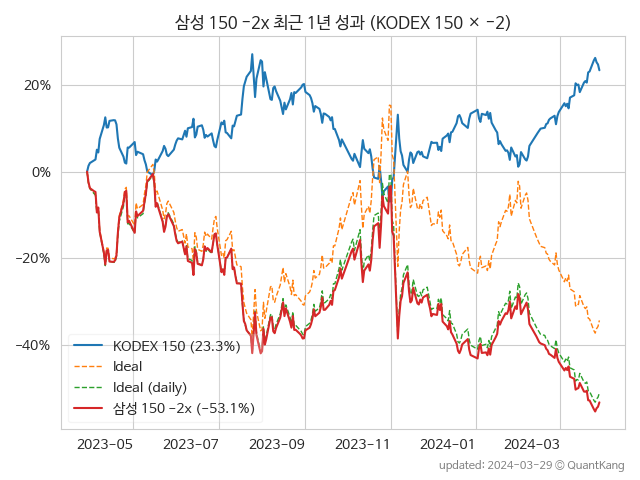 삼성 150 −2x 최근 1년 성과 (KODEX 150 × −2)
20%
0%
−20%
−40%
KODEX 150 (23.3%)
Ideal
Ideal (daily)
삼성 150 −2x (−53.1%)
2023−05 2023−07 2023−09 2023−11 2024−01 2024−03
updated: 2024−03−29 ⓒ QuantKang